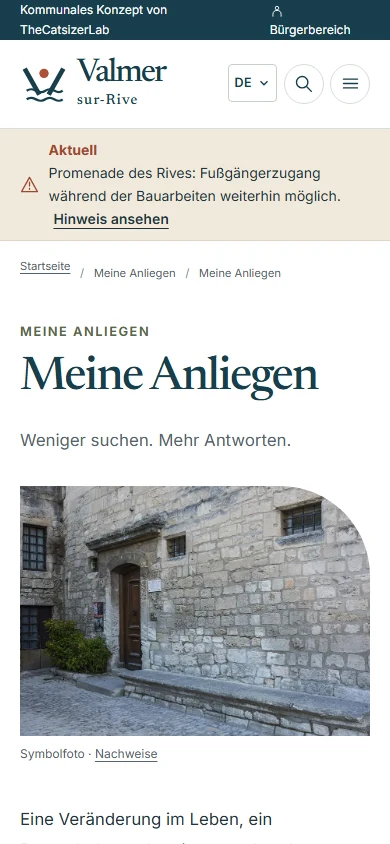 Kommunales Konzept von
TheCatsizerLab
Bürgerbereich
Valmer
sur-Rive
DE
Aktuell
Promenade des Rives: Fußgängerzugang
während der Bauarbeiten weiterhin möglich.
Hinweis ansehen
Startseite / Meine Anliegen / Meine Anliegen
MEINE ANLIEGEN
Meine Anliegen
Weniger suchen. Mehr Antworten.
Symbolfoto · Nachweise
Eine Veränderung im Leben, ein